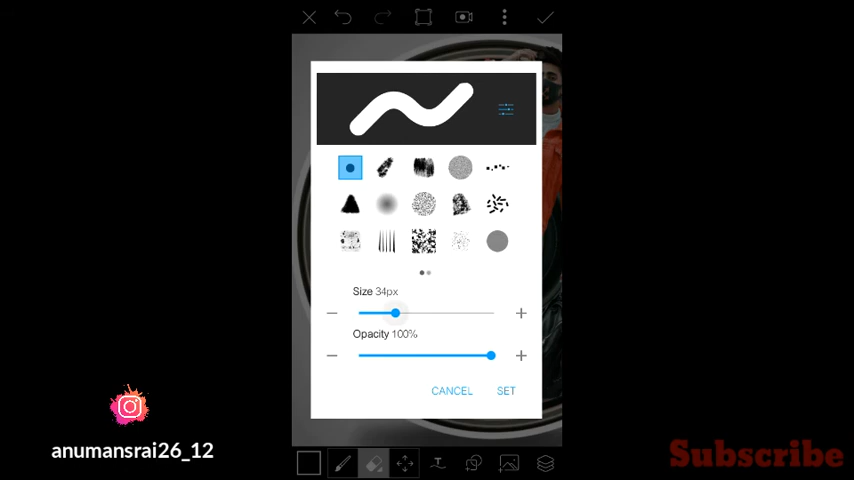 Size 34px
Opacity 100%
CANCEL SET
anumansrai26_12
Subscribe